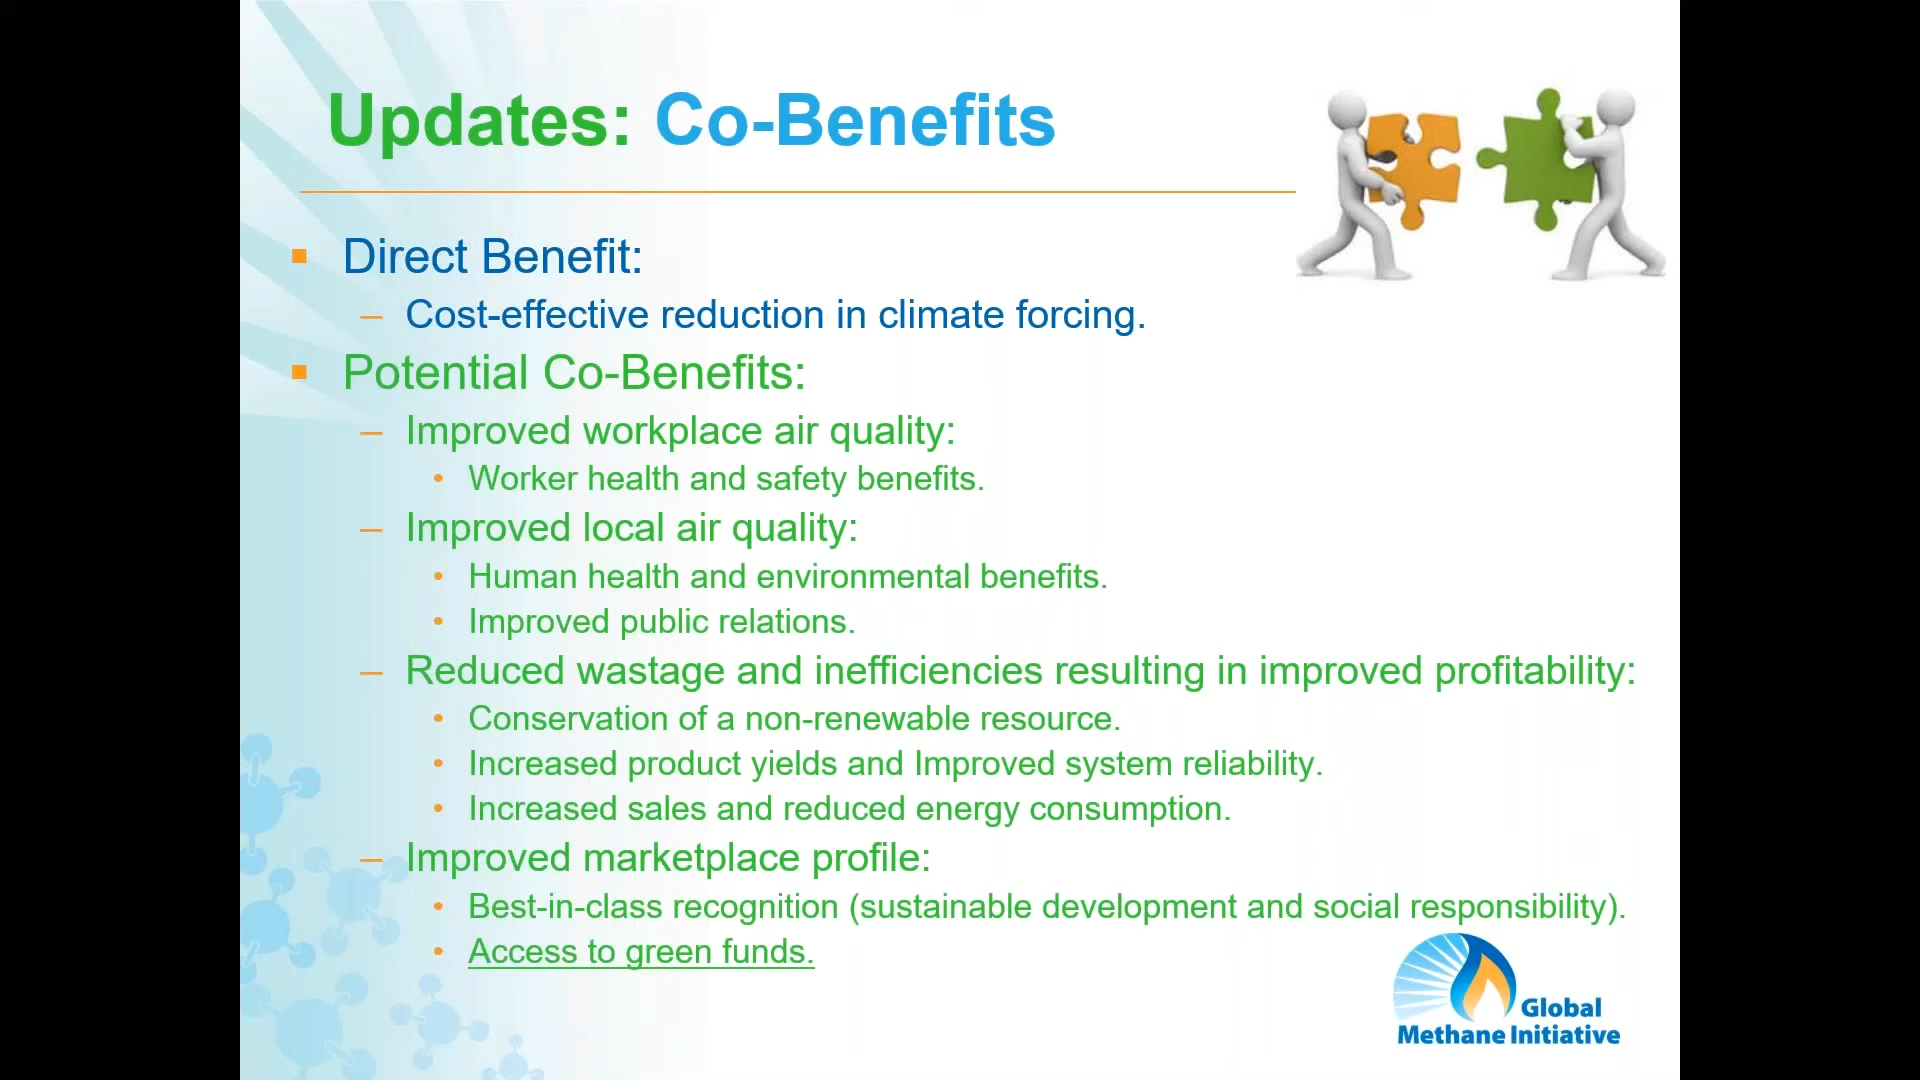 Updates: Co-Benefits
▪ Direct Benefit:
– Cost-effective reduction in climate forcing.
▪ Potential Co-Benefits:
– Improved workplace air quality:
• Worker health and safety benefits.
– Improved local air quality:
• Human health and environmental benefits.
• Improved public relations.
– Reduced wastage and inefficiencies resulting in improved profitability:
• Conservation of a non-renewable resource.
• Increased product yields and Improved system reliability.
• Increased sales and reduced energy consumption.
– Improved marketplace profile:
• Best-in-class recognition (sustainable development and social responsibility).
• Access to green funds.
Global
Methane Initiative